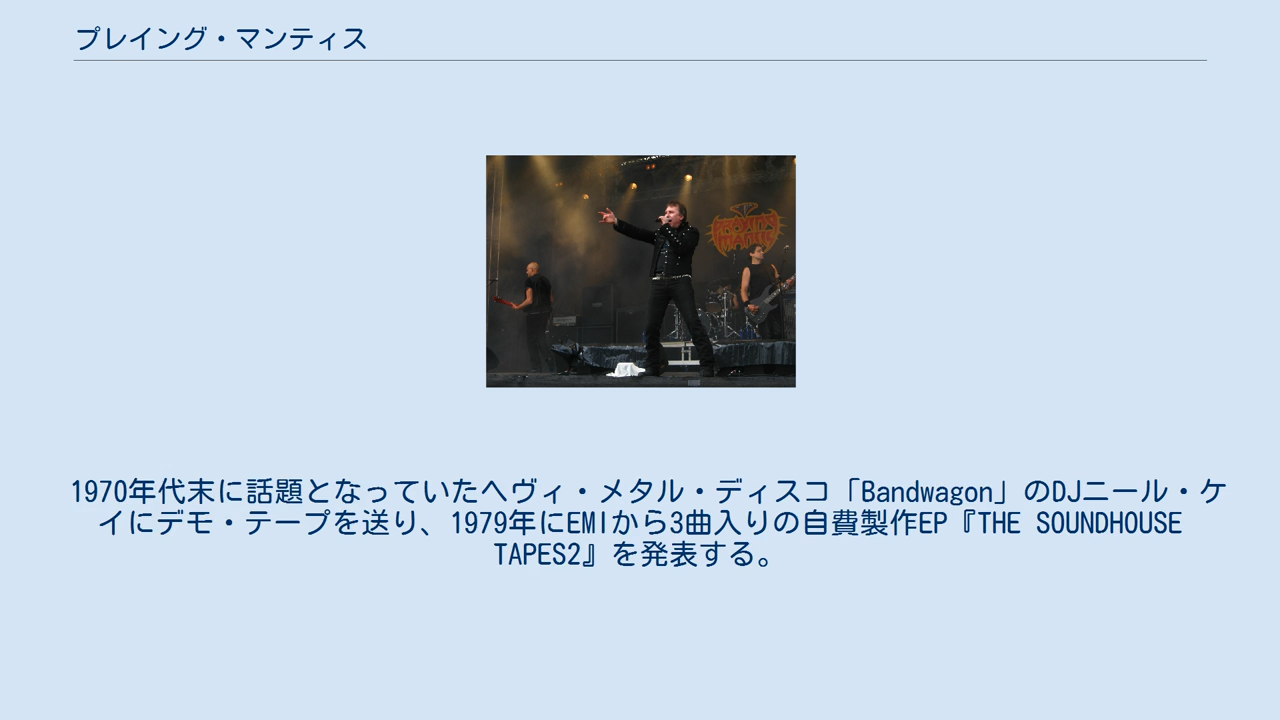 プレイング・マンティス
PRAYING
MANTIS
1970年代末に話題となっていたヘヴィ・メタル・ディスコ「Bandwagon」のDJニール・ケ
イにデモ・テープを送り、1979年にEMIから3曲入りの自費製作EP『THE SOUNDHOUSE
TAPES2』を発表する。